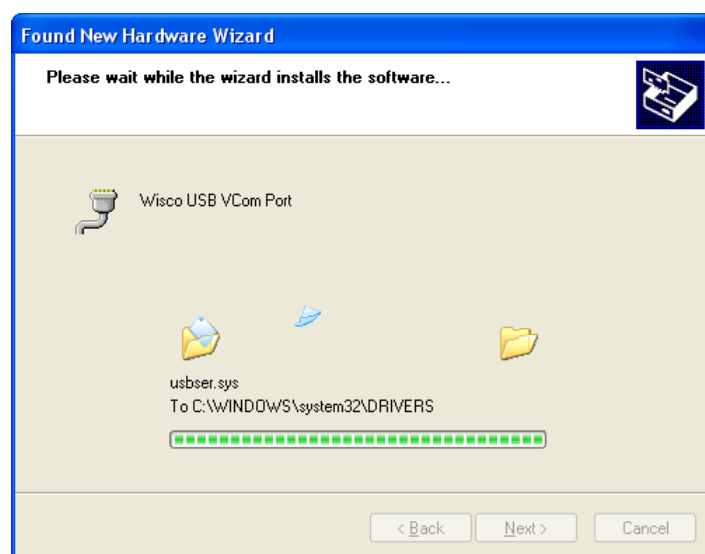 Found New Hardware Wizard
Please wait while the wizard installs the software...
Wisco USB VCom Port
usbser.sys
To C:\WINDOWS\system32\DRIVERS
< Back Next > Cancel